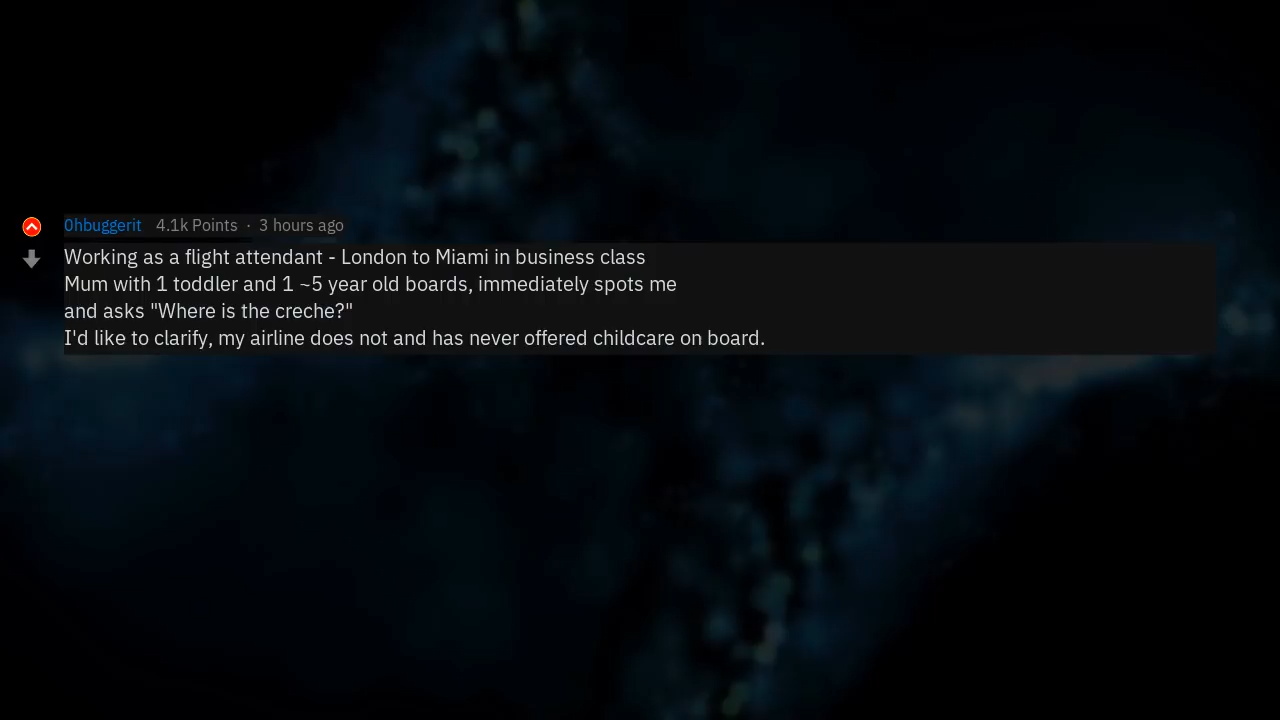 0hbuggerit 4.1k Points · 3 hours ago
Working as a flight attendant - London to Miami in business class
Mum with 1 toddler and 1 ~5 year old boards, immediately spots me
and asks "Where is the creche?"
I'd like to clarify, my airline does not and has never offered childcare on board.